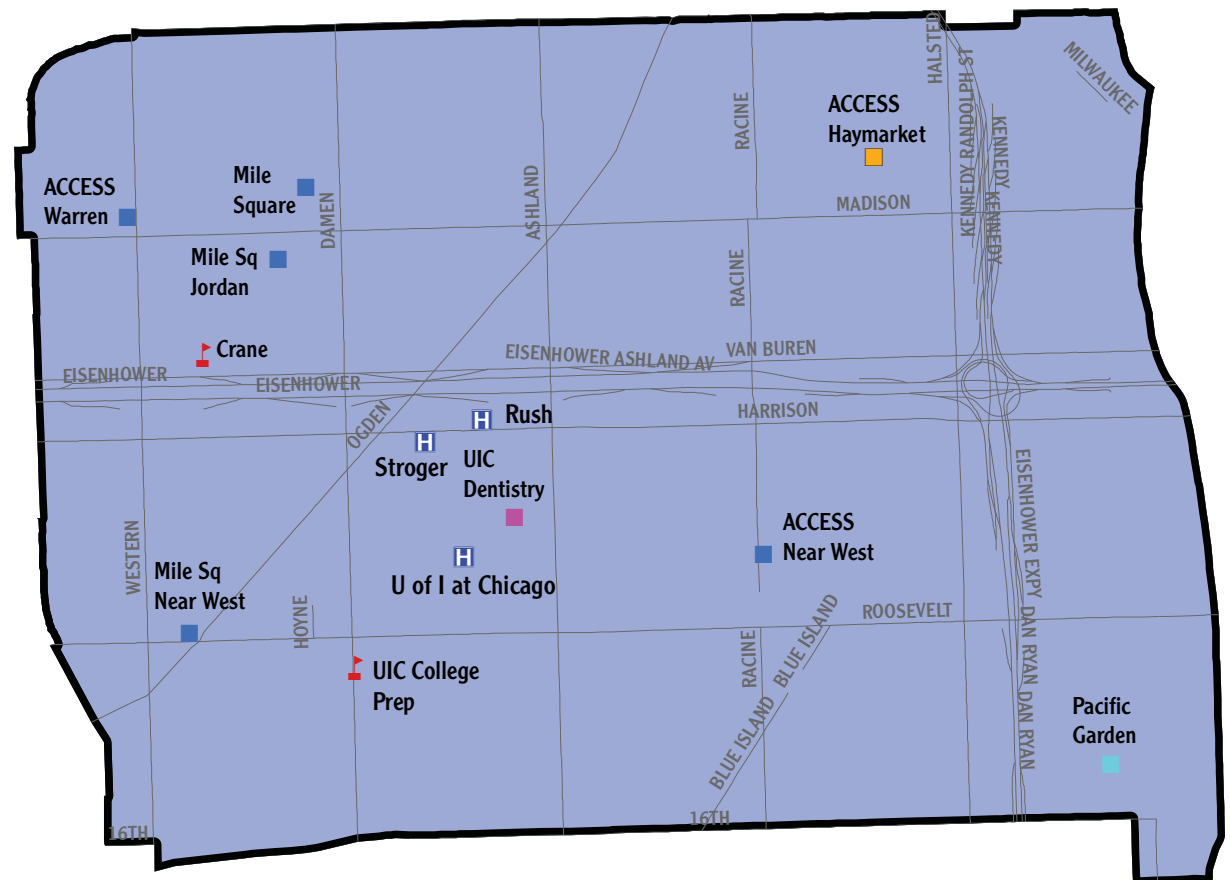 HALSTED
MILWAUKEE
KENNEDY RANDOLPH ST
KENNEDY
KENNEDY
ACCESS
Haymarket
RACINE
MADISON
ACCESS
Warren
Mile
Square
DAMEN
ASHLAND
Mile Sq
Jordan
RACINE
Crane
EISENHOWER
EISENHOWER
EISENHOWER ASHLAND AV
VAN BUREN
HARRISON
OGDEN
H
Rush
H
Stroger
UIC
Dentistry
H
U of I at Chicago
ACCESS
Near West
EISENHOWER EXPY DAN RYAN DAN RYAN
WESTERN
Mile Sq
Near West
HOYNE
ROOSEVELT
RACINE
BLUE ISLAND BLUE ISLAND
UIC College
Prep
Pacific
Garden
16TH
16TH